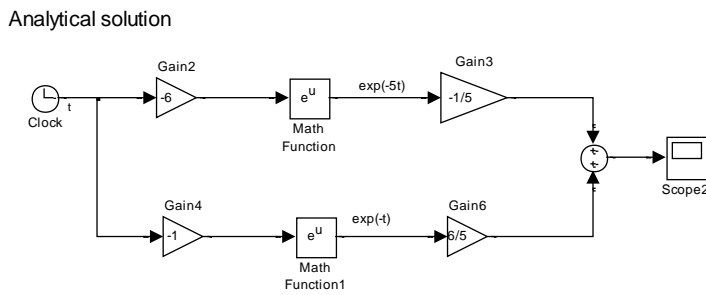 Analytical solution
Clock
t
Gain2
-6
e^u
Math
Function
exp(-5t)
Gain3
-1/5
Gain4
-1
e^u
Math
Function1
exp(-t)
Gain6
6/5
+
+
Scope2